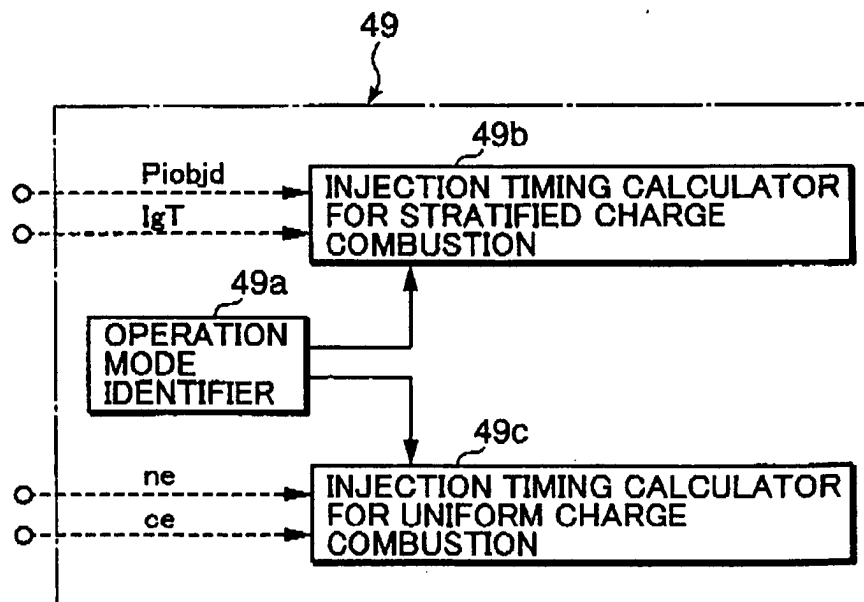 49
49b
Piobjd
IgT
INJECTION TIMING CALCULATOR
FOR STRATIFIED CHARGE
COMBUSTION
49a
OPERATION
MODE
IDENTIFIER
49c
ne
ce
INJECTION TIMING CALCULATOR
FOR UNIFORM CHARGE
COMBUSTION